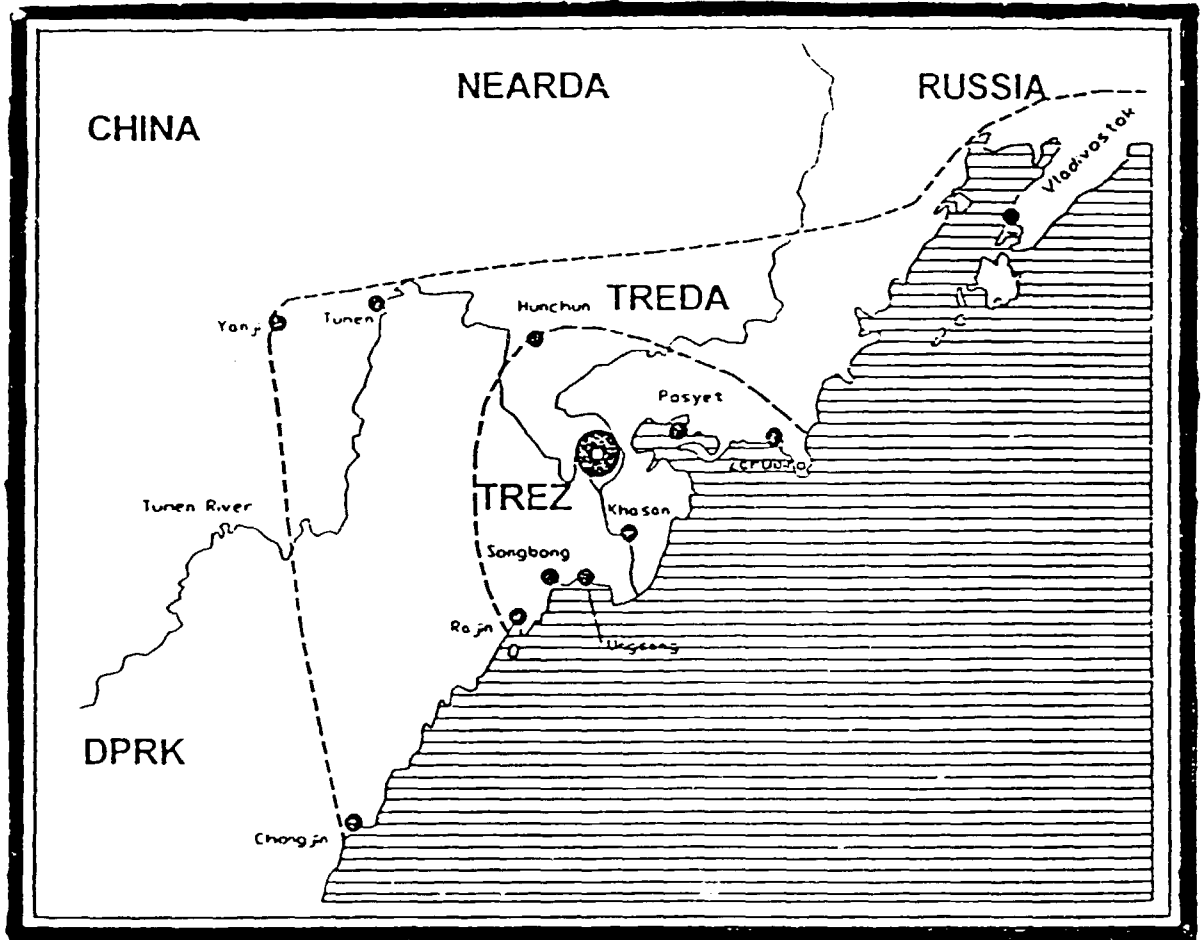 NEARDA
RUSSIA
CHINA
Vladivostok
TREDA
Hunchun
Yanji
Tumen
Posyet
TREZ
Tumen River
Khasan
Songbong
Rajin
DPRK
Chongjin